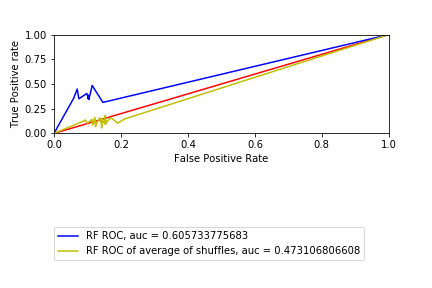 1.00
0.75
0.50
0.25
0.00
True Positive rate
0.0 0.2 0.4 0.6 0.8 1.0
False Positive Rate
RF ROC, auc = 0.605733775683
RF ROC of average of shuffles, auc = 0.473106806608